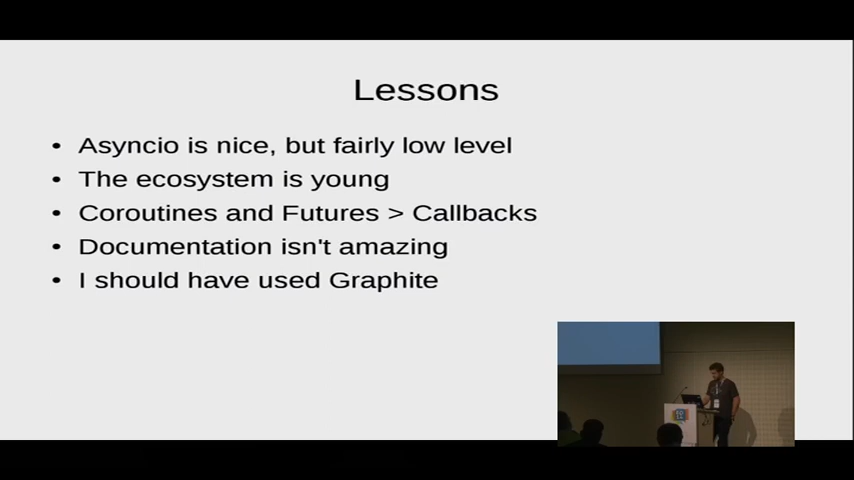 Lessons
• Asyncio is nice, but fairly low level
• The ecosystem is young
• Coroutines and Futures > Callbacks
• Documentation isn't amazing
• I should have used Graphite